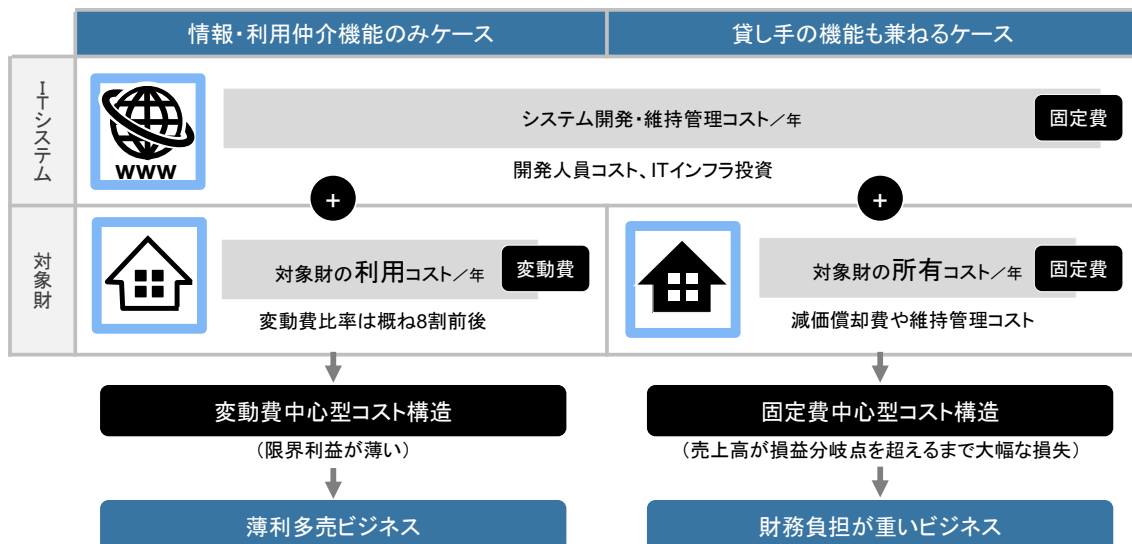 情報・利用仲介機能のみケース
貸し手の機能も兼ねるケース
ITシステム
WWW
システム開発・維持管理コスト／年
固定費
開発人員コスト、ITインフラ投資
+
+
対象財
対象財の利用コスト／年
変動費
変動費比率は概ね8割前後
対象財の所有コスト／年
固定費
減価償却費や維持管理コスト
変動費中心型コスト構造
（限界利益が薄い）
薄利多売ビジネス
固定費中心型コスト構造
（売上高が損益分岐点を超えるまで大幅な損失）
財務負担が重いビジネス